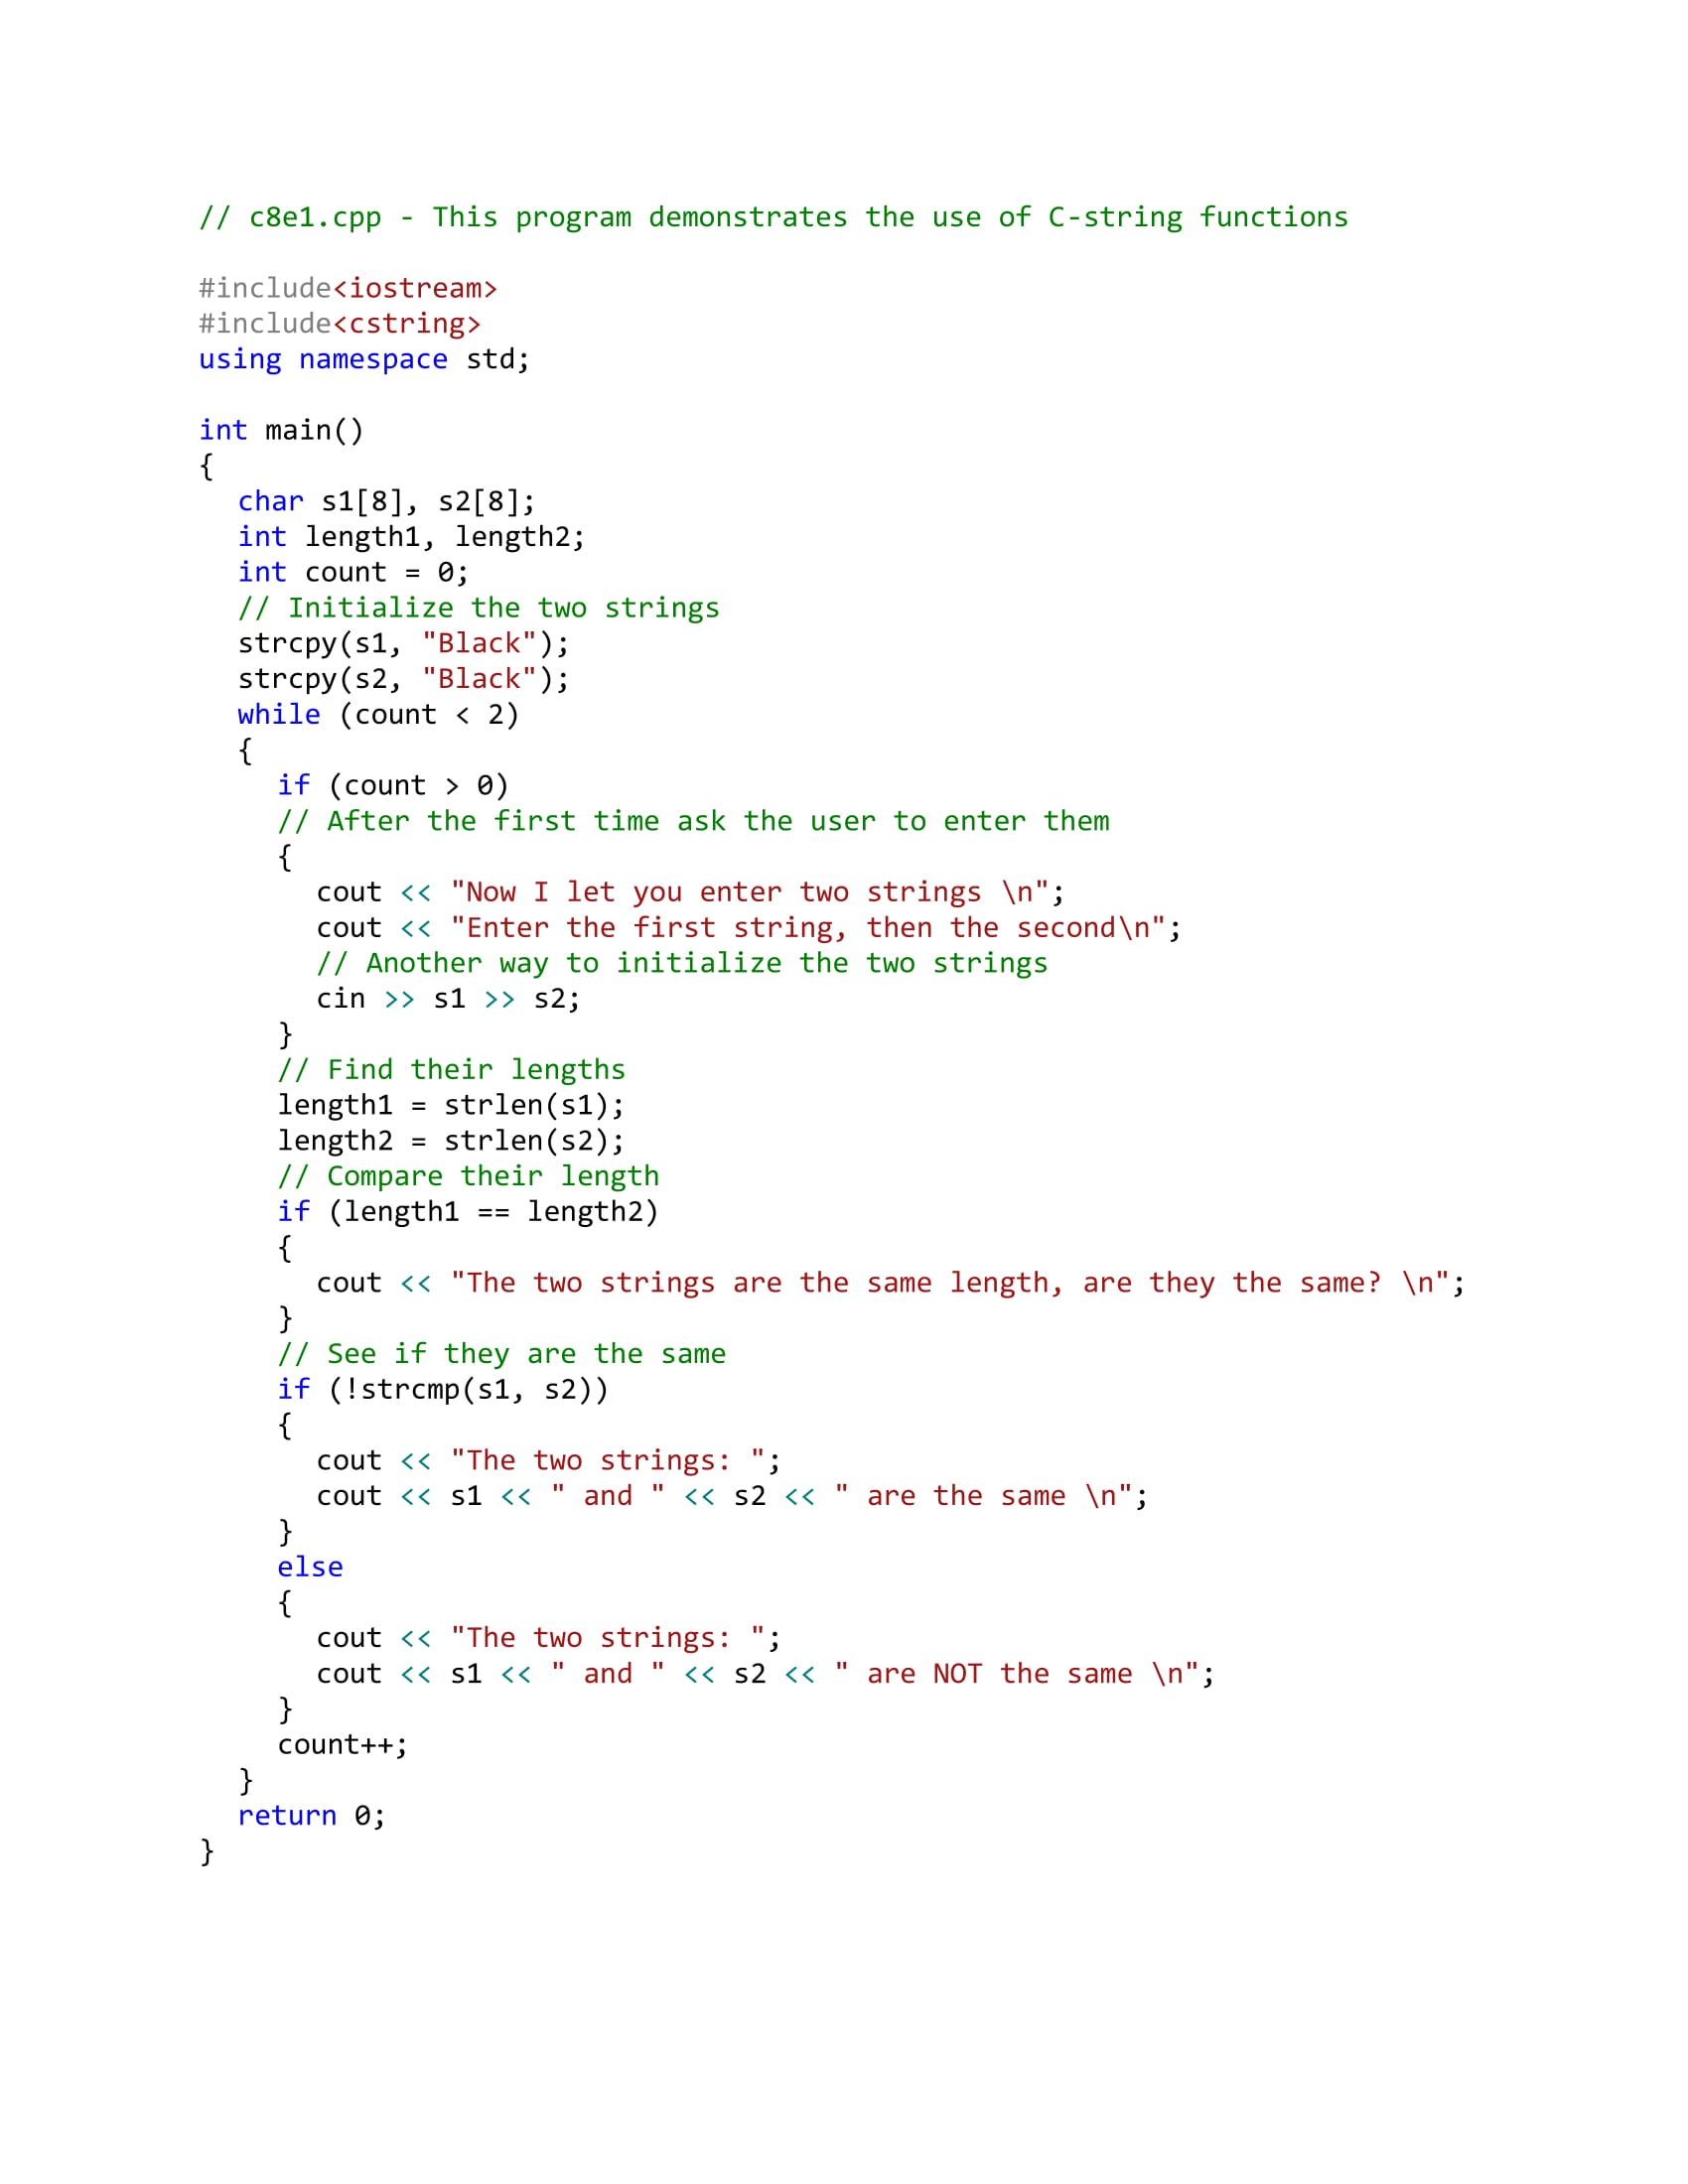 // c8e1.cpp - This program demonstrates the use of C-string functions
#include<iostream>
#include<cstring>
using namespace std;
int main()
{
char s1[8], s2[8];
int length1, length2;
int count = 0;
// Initialize the two strings
strcpy(s1, "Black");
strcpy(s2, "Black");
while (count < 2)
{
if (count > 0)
// After the first time ask the user to enter them
{
cout << "Now I let you enter two strings \n";
cout << "Enter the first string, then the second\n";
// Another way to initialize the two strings
cin >> s1 >> s2;
}
// Find their lengths
length1 = strlen(s1);
length2 = strlen(s2);
// Compare their length
if (length1 == length2)
{
cout << "The two strings are the same length, are they the same? \n";
}
// See if they are the same
if (!strcmp(s1, s2))
{
cout << "The two strings: ";
cout << s1 << " and " << s2 << " are the same \n";
}
else
{
cout << "The two strings: ";
cout << s1 << " and " << s2 << " are NOT the same \n";
}
count++;
}
return 0;
}